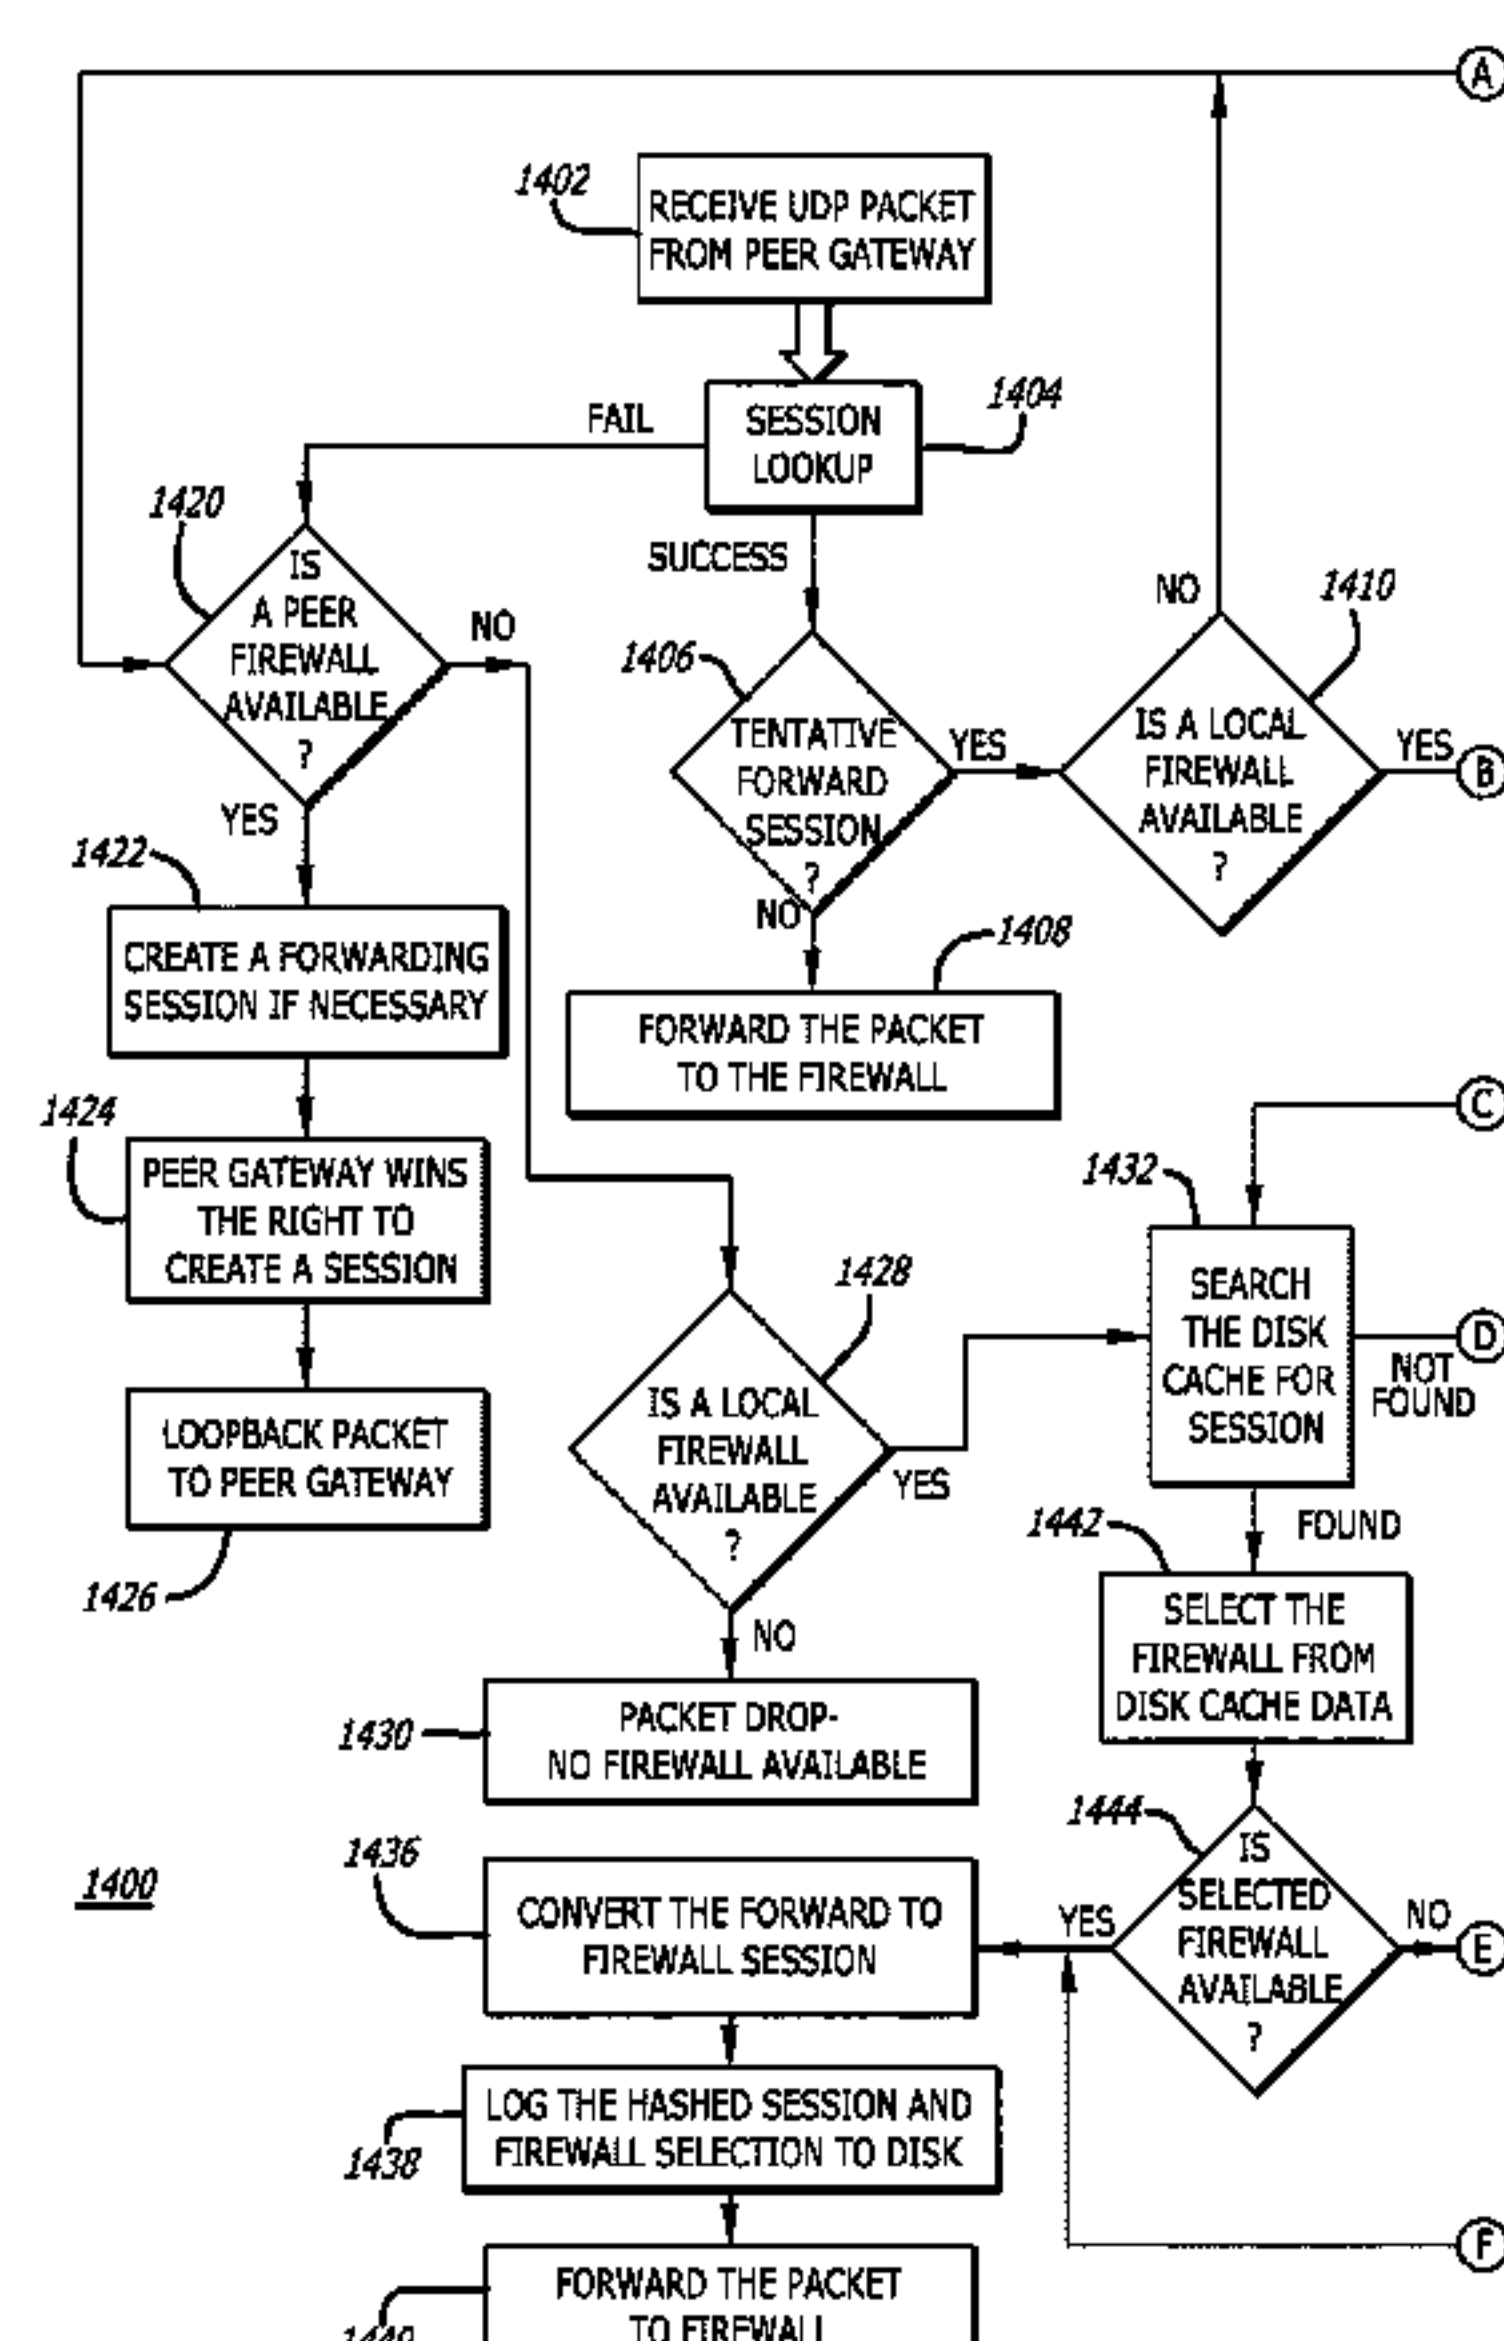 A
1402
RECEIVE UDP PACKET
FROM PEER GATEWAY
1404
SESSION
LOOKUP
FAIL
SUCCESS
1420
IS
A PEER
FIREWALL
AVAILABLE
?
NO
YES
1406
TENTATIVE
FORWARD
SESSION
?
YES
NO
1410
NO
IS A LOCAL
FIREWALL
AVAILABLE
?
YES
B
1422
CREATE A FORWARDING
SESSION IF NECESSARY
1408
FORWARD THE PACKET
TO THE FIREWALL
1424
PEER GATEWAY WINS
THE RIGHT TO
CREATE A SESSION
C
1432
SEARCH
THE DISK
CACHE FOR
SESSION
D
NOT
FOUND
1428
IS A LOCAL
FIREWALL
AVAILABLE
?
YES
NO
LOOPBACK PACKET
TO PEER GATEWAY
1426
FOUND
1442
SELECT THE
FIREWALL FROM
DISK CACHE DATA
1430
PACKET DROP-
NO FIREWALL AVAILABLE
1444
IS
SELECTED
FIREWALL
AVAILABLE
?
YES
NO
E
1400
1436
CONVERT THE FORWARD TO
FIREWALL SESSION
LOG THE HASHED SESSION AND
FIREWALL SELECTION TO DISK
1438
F
FORWARD THE PACKET
TO FIREWALL